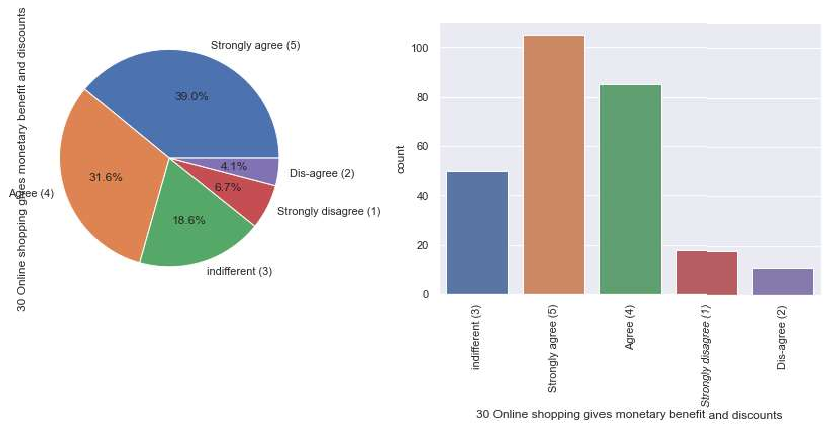 30 Online shopping gives monetary benefit and discounts
Strongly agree (5)
39.0%
Agree (4)
31.6%
4.1%
Dis-agree (2)
6.7%
Strongly disagree (1)
18.6%
indifferent (3)
count
100
80
60
40
20
0
indifferent (3)
Strongly agree (5)
Agree (4)
Strongly disagree (1)
Dis-agree (2)
30 Online shopping gives monetary benefit and discounts